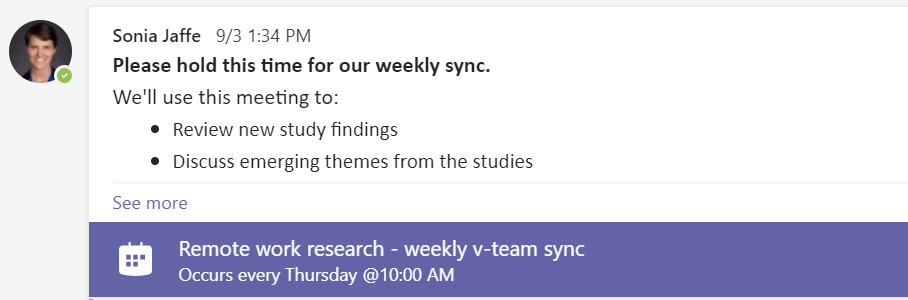 Sonia Jaffe 9/3 1:34 PM
Please hold this time for our weekly sync.
We'll use this meeting to:
• Review new study findings
• Discuss emerging themes from the studies
See more
Remote work research - weekly v-team sync
Occurs every Thursday @10:00 AM